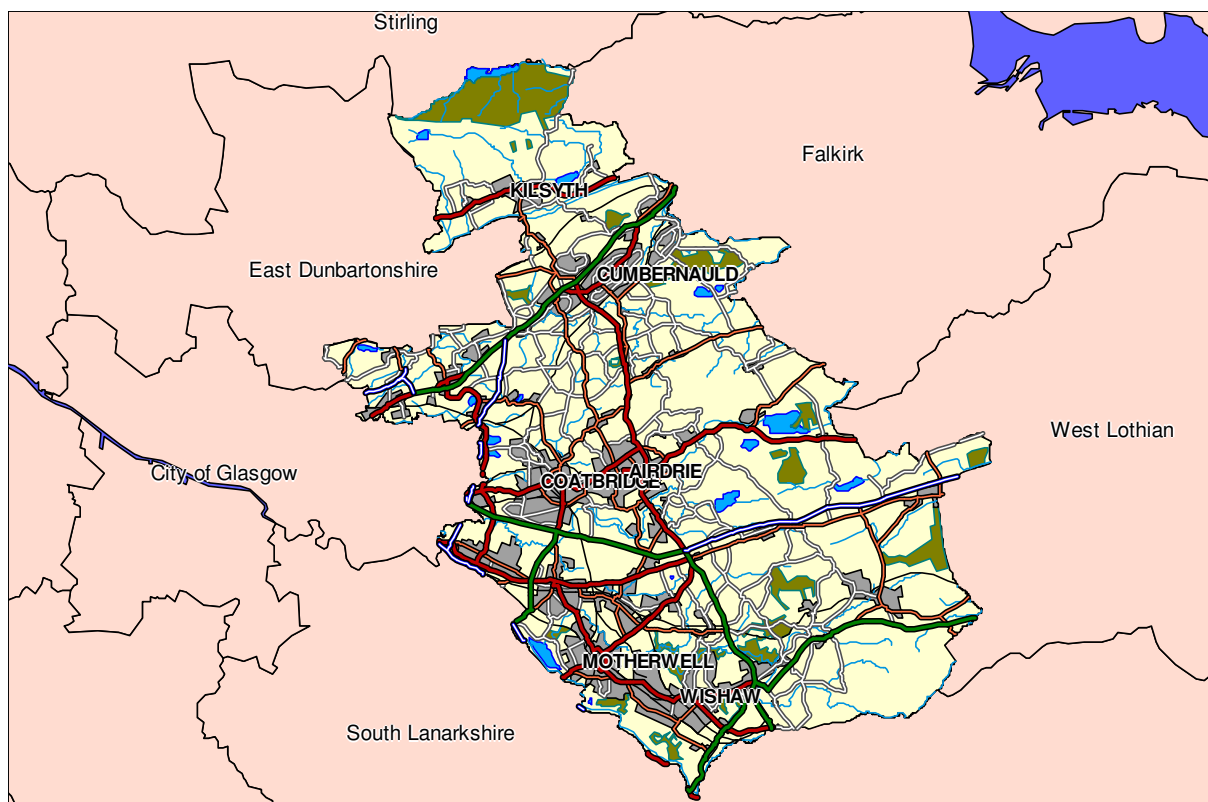 Stirling
Falkirk
KILSYTH
East Dunbartonshire
CUMBERNAULD
West Lothian
City of Glasgow
AIRDRIE
COATBRIDGE
MOTHERWELL
WISHAW
South Lanarkshire